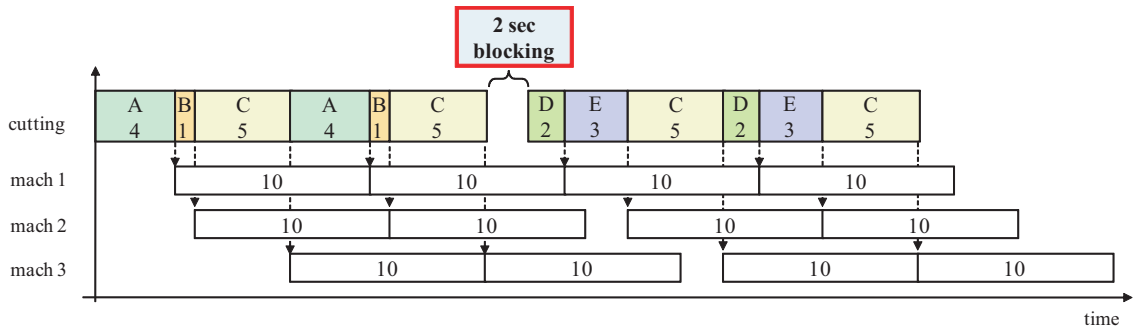 2 sec
blocking
A B C A B C D E C D E C
cutting
4 1 5 4 1 5 2 3 5 2 3 5
mach 1
10 10 10 10
mach 2
10 10 10 10
mach 3
10 10 10 10
time